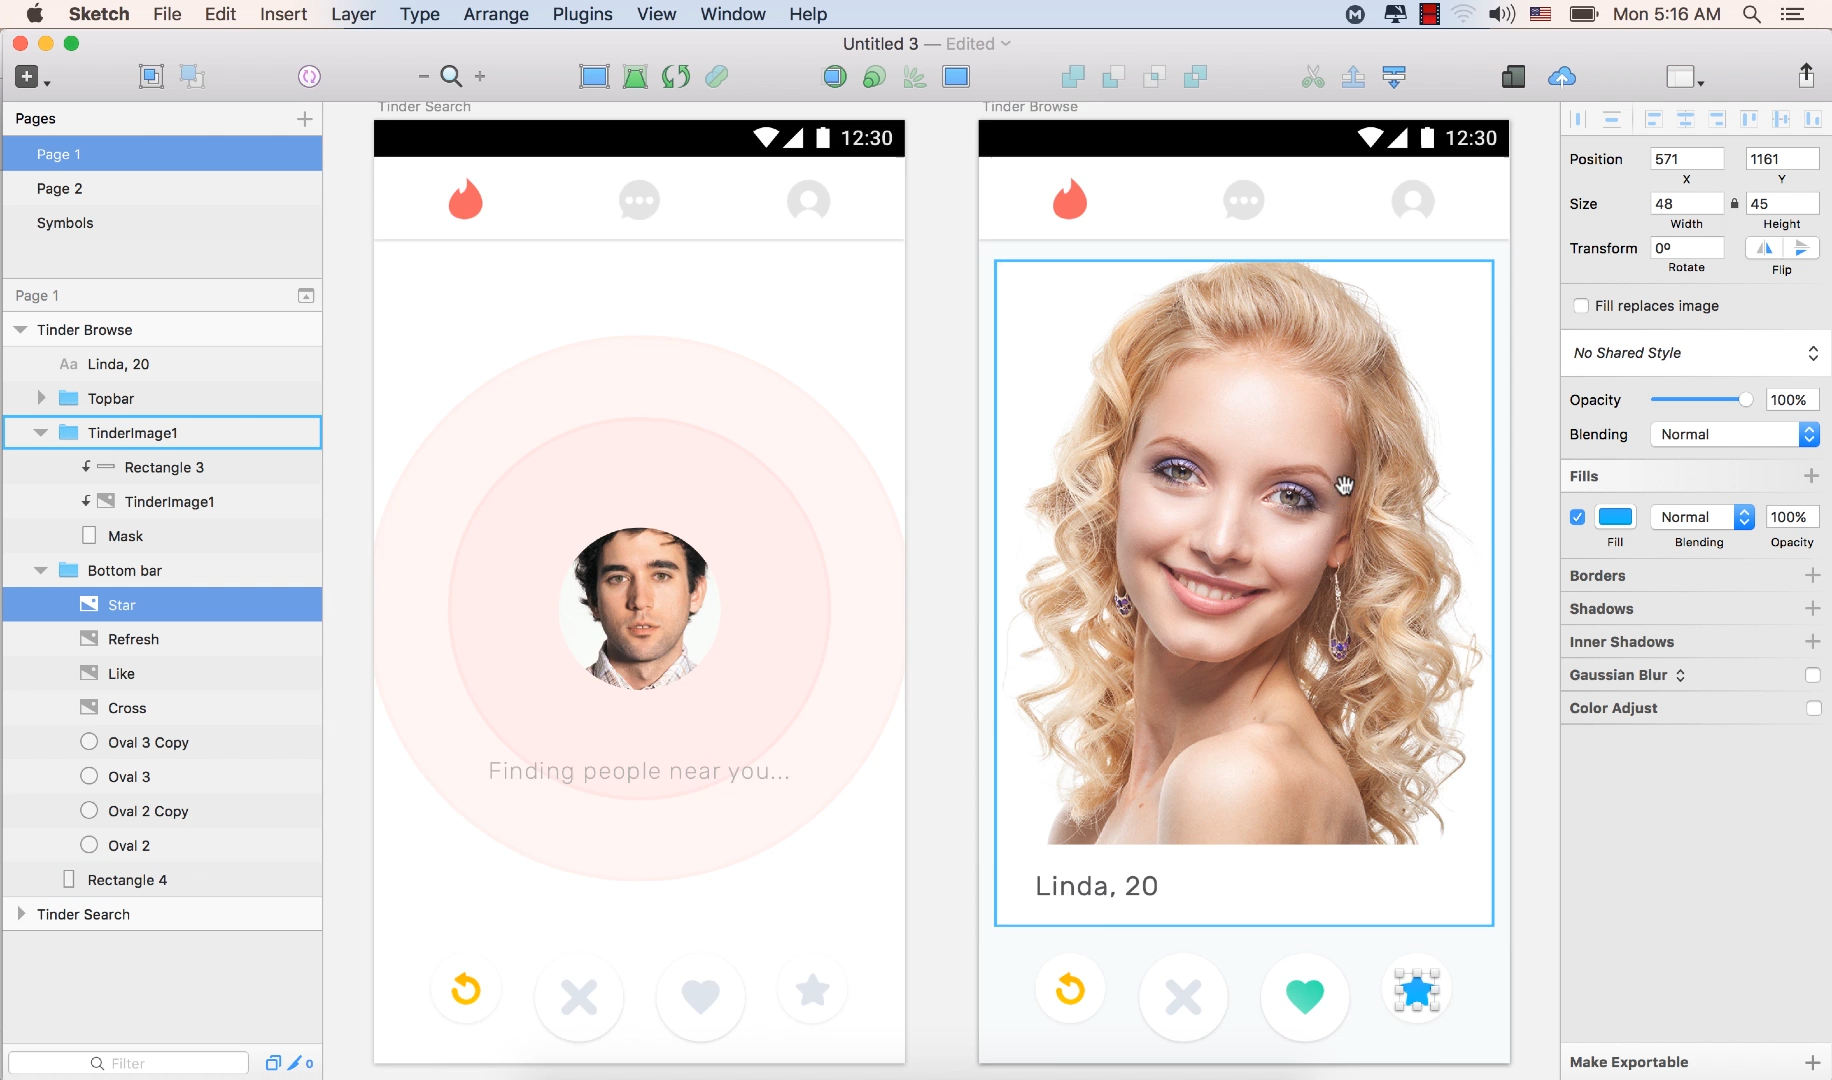 Sketch File Edit Insert Layer Type Arrange Plugins View Window Help Mon 5:16 AM
Untitled 3 — Edited
Pages
Page 1
Page 2
Symbols
Page 1
Tinder Browse
Aa Linda, 20
Topbar
TinderImage1
Rectangle 3
TinderImage1
Mask
Bottom bar
Star
Refresh
Like
Cross
Oval 3 Copy
Oval 3
Oval 2 Copy
Oval 2
Rectangle 4
Tinder Search
Filter
0
Tinder Search
12:30
Finding people near you...
Tinder Browse
12:30
Linda, 20
Position 571 1161
X Y
Size 48 45
Width Height
Transform 0º
Rotate Flip
Fill replaces image
No Shared Style
Opacity 100%
Blending Normal
Fills
Normal 100%
Fill Blending Opacity
Borders
Shadows
Inner Shadows
Gaussian Blur
Color Adjust
Make Exportable